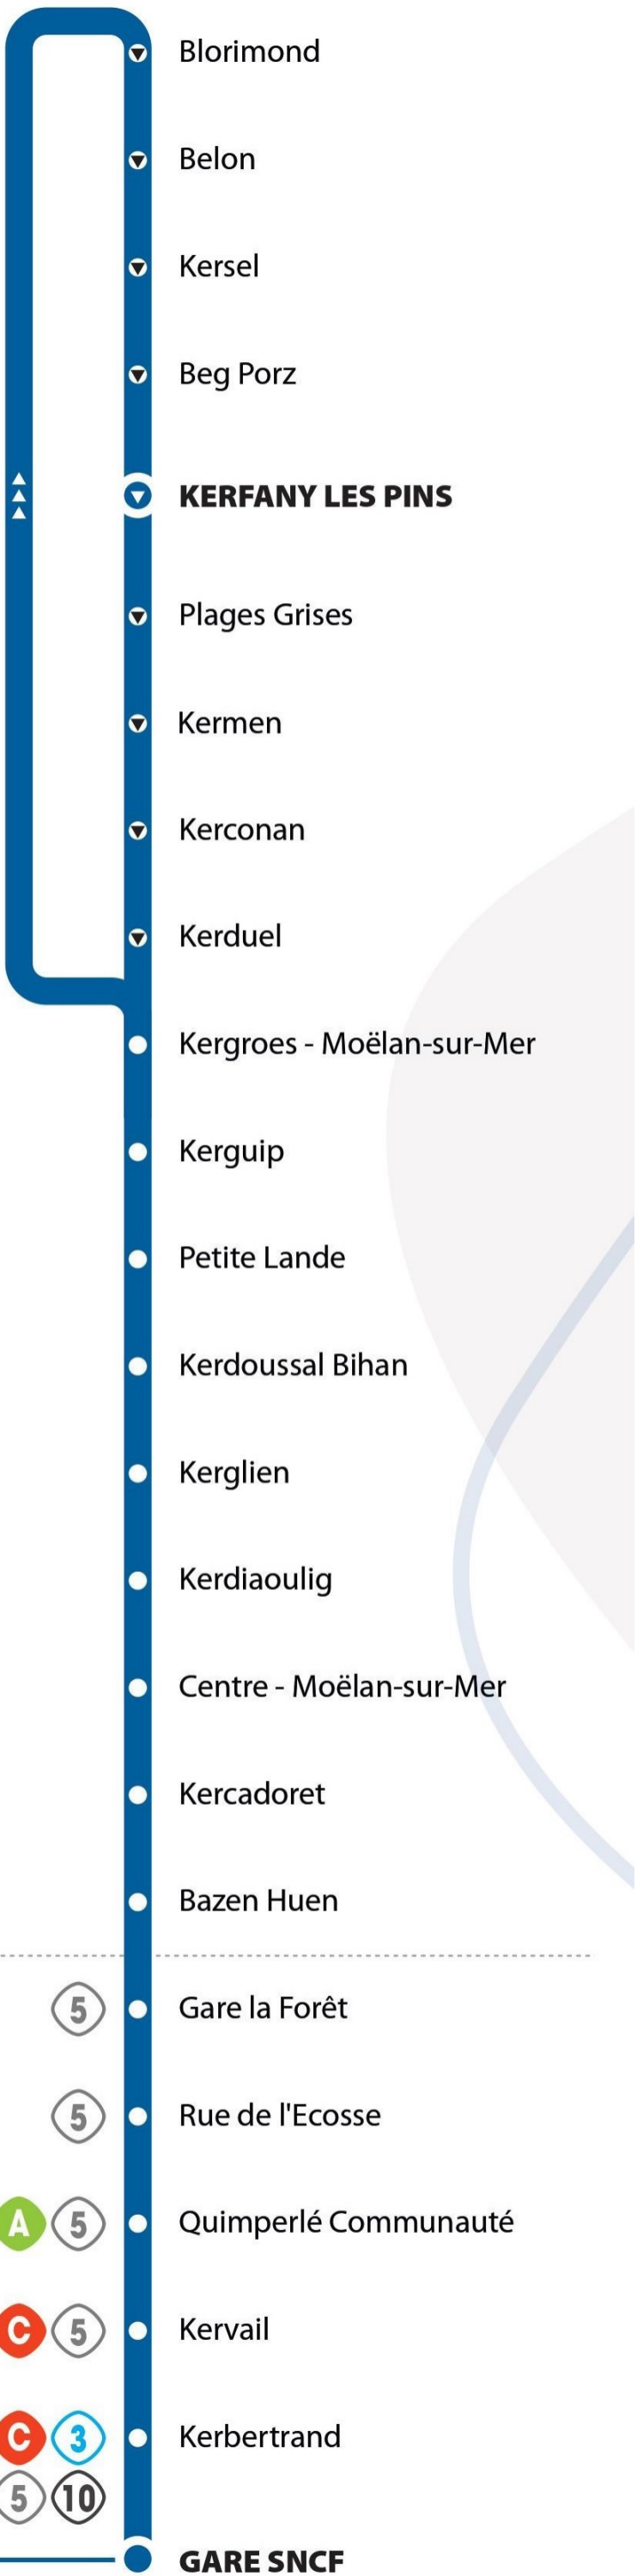 Blorimond
Belon
Kersel
Beg Porz
KERFANY LES PINS
Plages Grises
Kermen
Kerconan
Kerduel
Kergroes - Moëlan-sur-Mer
Kerguip
Petite Lande
Kerdoussal Bihan
Kerglien
Kerdiaoulig
Centre - Moëlan-sur-Mer
Kercadoret
Bazen Huen
5 Gare la Forêt
5 Rue de l'Ecosse
A 5 Quimperlé Communauté
C 5 Kervail
C 3 Kerbertrand
5 10
GARE SNCF